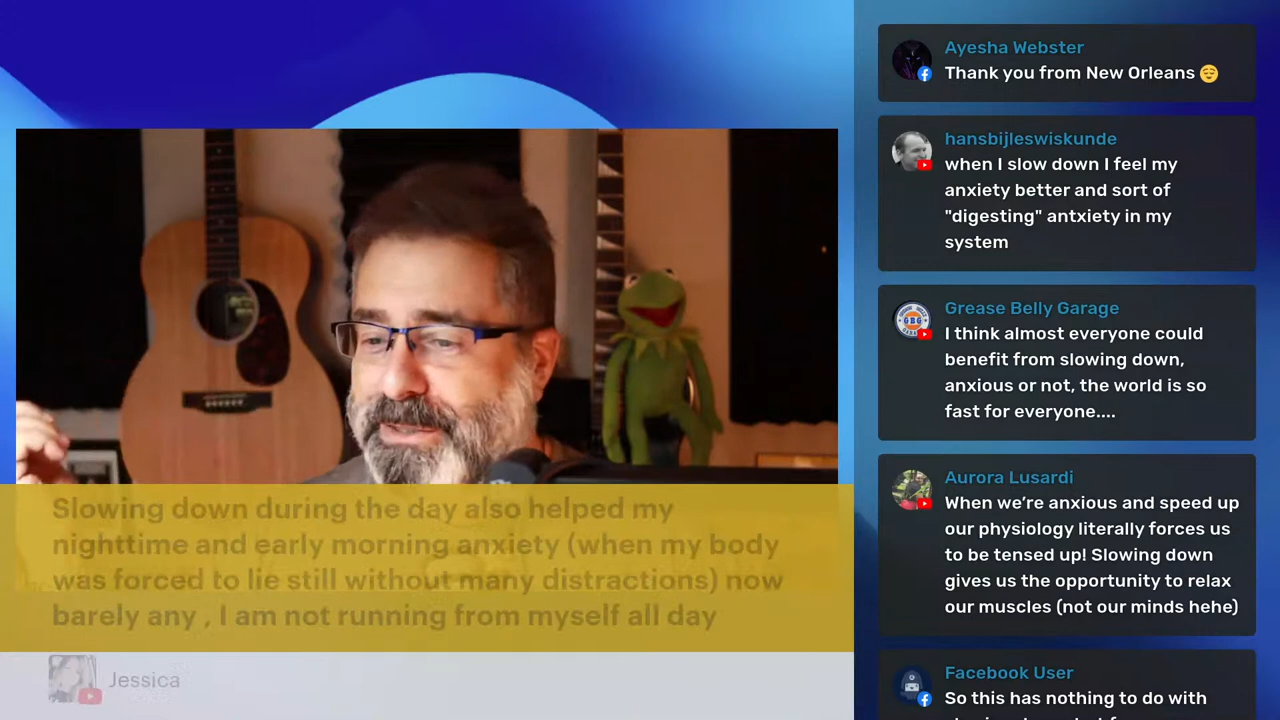 Slowing down during the day also helped my
nighttime and early morning anxiety (when my body
was forced to lie still without many distractions) now
barely any , I am not running from myself all day
Jessica
Ayesha Webster
Thank you from New Orleans 😌
hansbijleswiskunde
when I slow down I feel my
anxiety better and sort of
"digesting" antxiety in my
system
GBG
Grease Belly Garage
I think almost everyone could
benefit from slowing down,
anxious or not, the world is so
fast for everyone....
Aurora Lusardi
When we’re anxious and speed up
our physiology literally forces us
to be tensed up! Slowing down
gives us the opportunity to relax
our muscles (not our minds hehe)
Facebook User
So this has nothing to do with